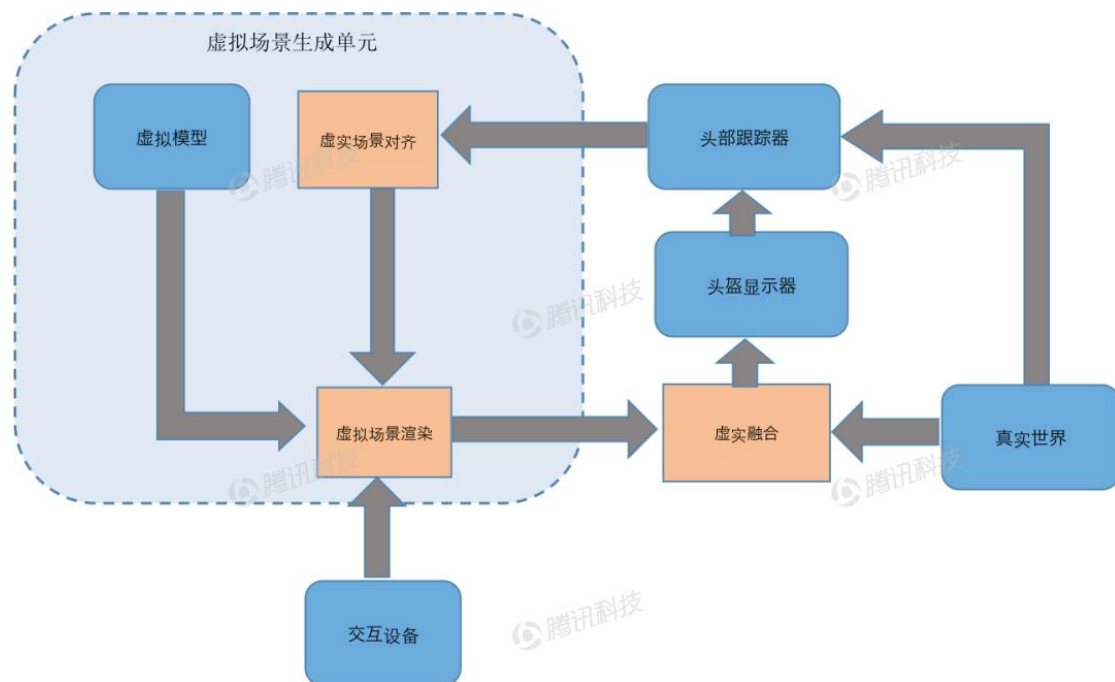 虚拟场景生成单元
虚拟模型
虚实场景对齐
头部跟踪器
腾讯科技
腾讯科技
头盔显示器
腾讯科技
虚拟场景渲染
虚实融合
真实世界
腾讯科技
腾讯科技
交互设备
腾讯科技